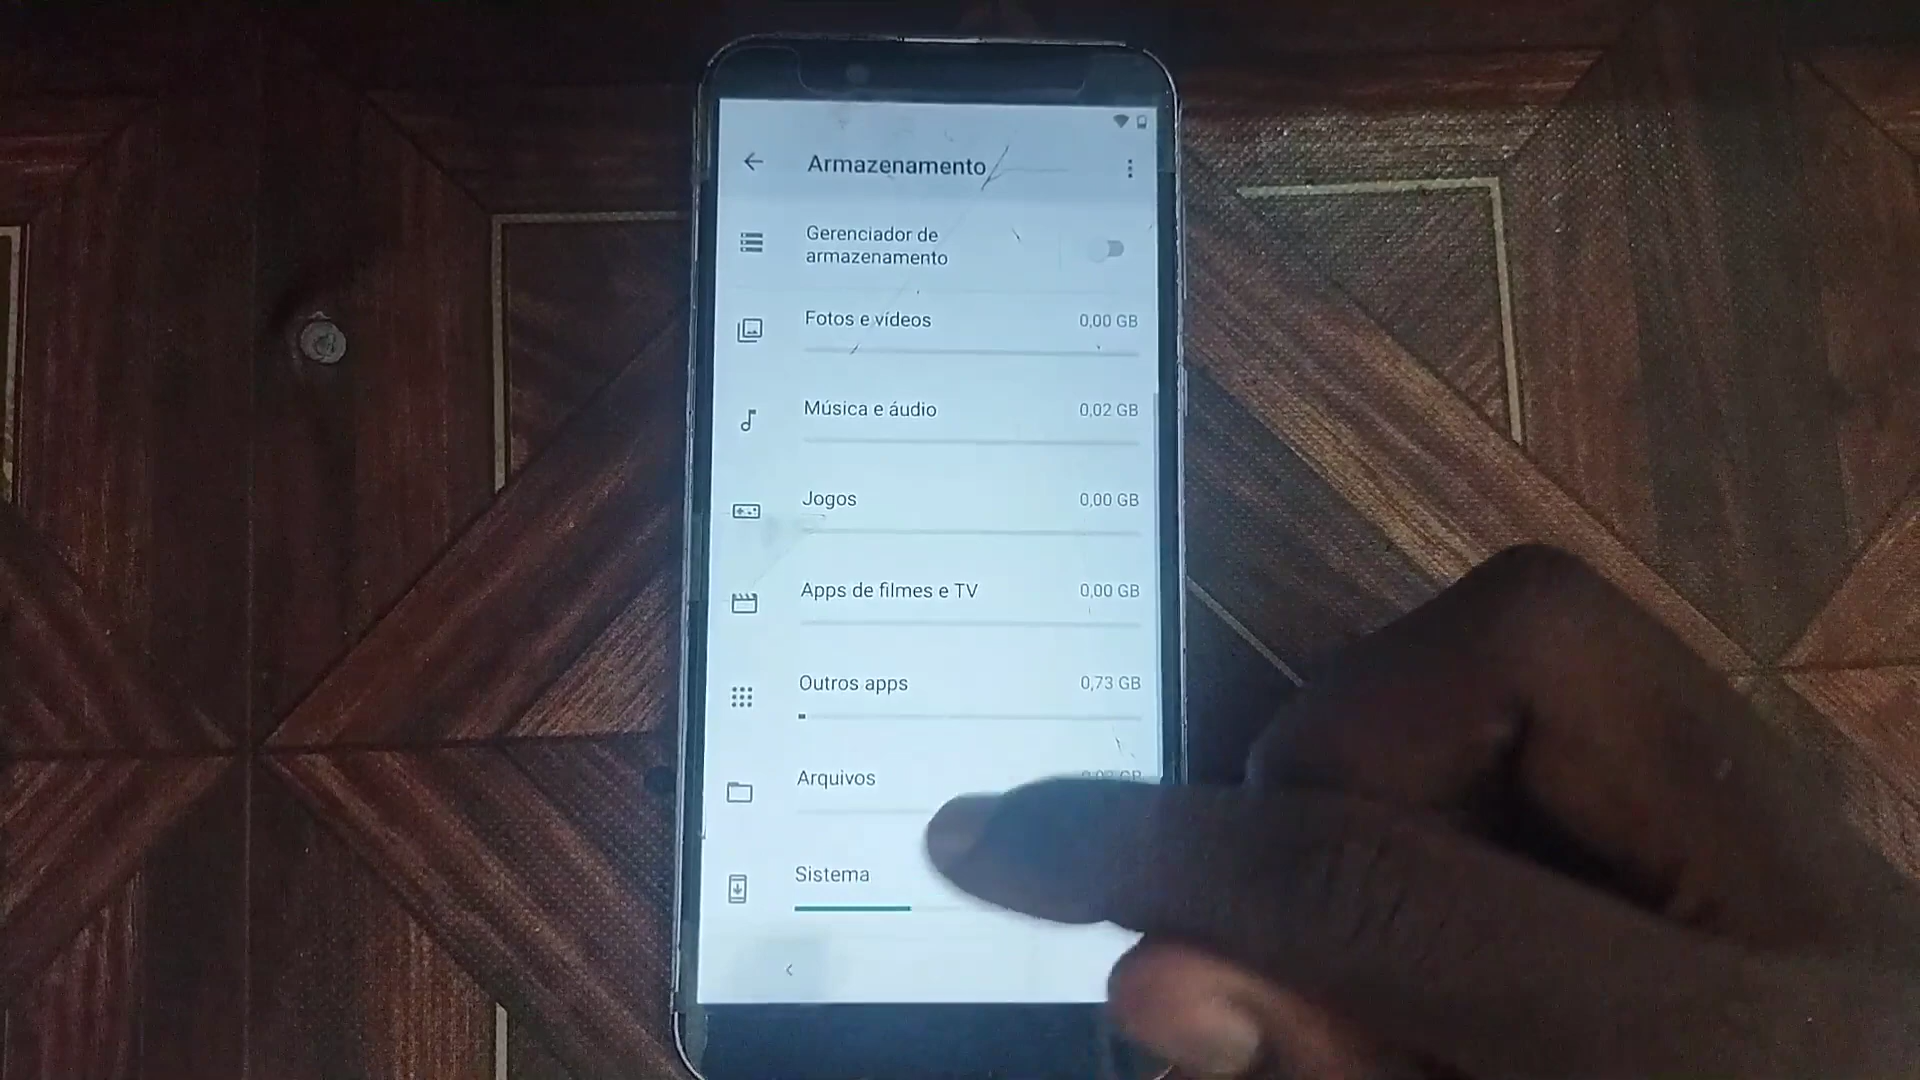 Armazenamento
Gerenciador de
armazenamento
Fotos e vídeos 0,00 GB
Música e áudio 0,02 GB
Jogos 0,00 GB
Apps de filmes e TV 0,00 GB
Outros apps 0,73 GB
Arquivos GB
Sistema